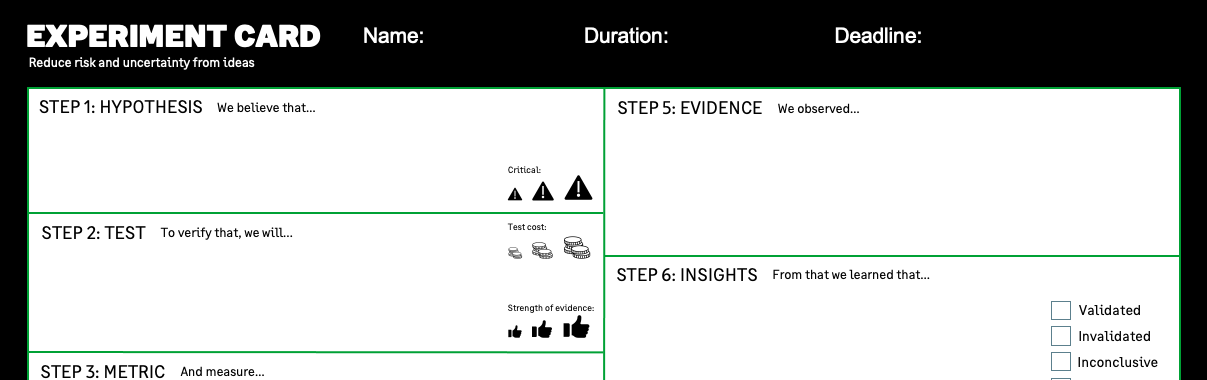 EXPERIMENT CARD
Reduce risk and uncertainty from ideas
Name:
Duration:
Deadline:
STEP 1: HYPOTHESIS We believe that...
Critical:
STEP 2: TEST To verify that, we will...
Test cost:
Strength of evidence:
STEP 3: METRIC And measure...
STEP 5: EVIDENCE We observed...
STEP 6: INSIGHTS From that we learned that...
Validated
Invalidated
Inconclusive